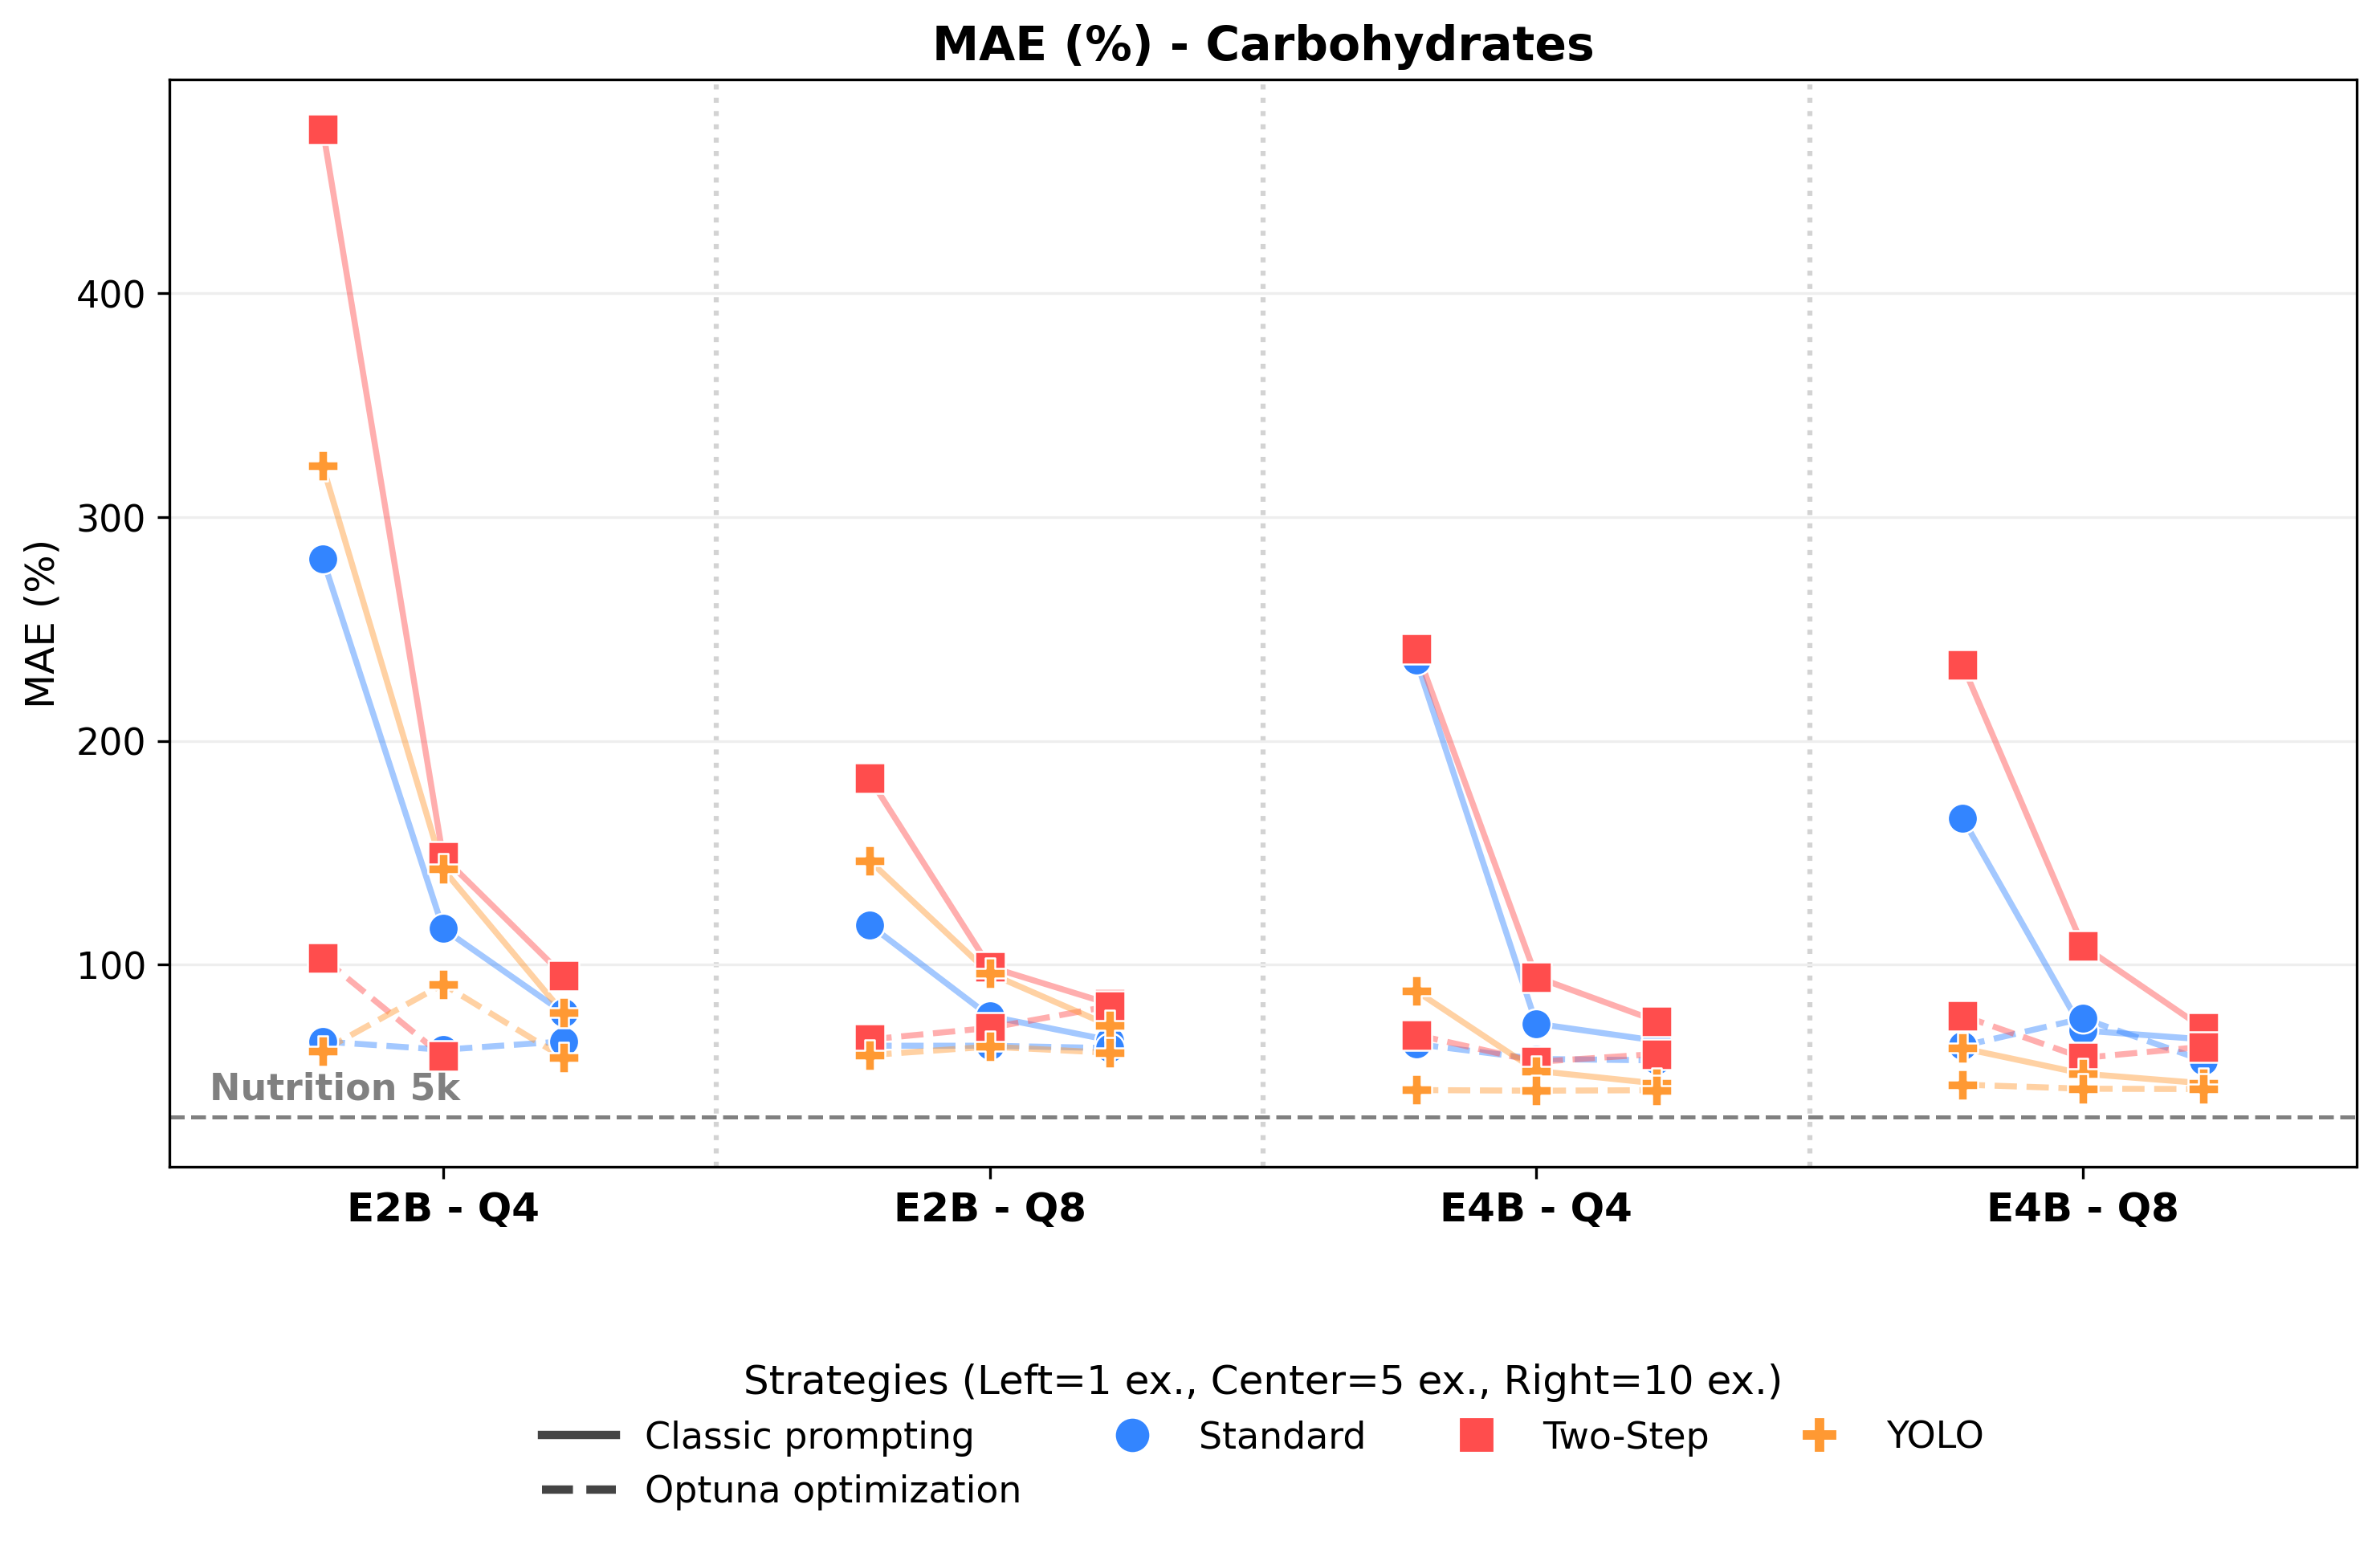 MAE (%) - Carbohydrates
MAE (%)
400
300
200
100
Nutrition 5k
E2B - Q4
E2B - Q8
E4B - Q4
E4B - Q8
Strategies (Left=1 ex., Center=5 ex., Right=10 ex.)
Classic prompting
Standard
Two-Step
YOLO
Optuna optimization